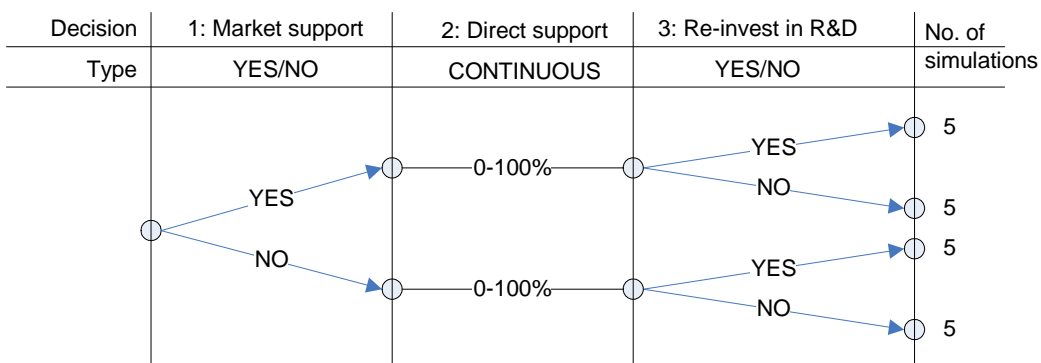 Decision 1: Market support 2: Direct support 3: Re-invest in R&D No. of
simulations
Type YES/NO CONTINUOUS YES/NO
5
YES
0-100%
NO
YES
5
5
NO
YES
0-100%
NO
5